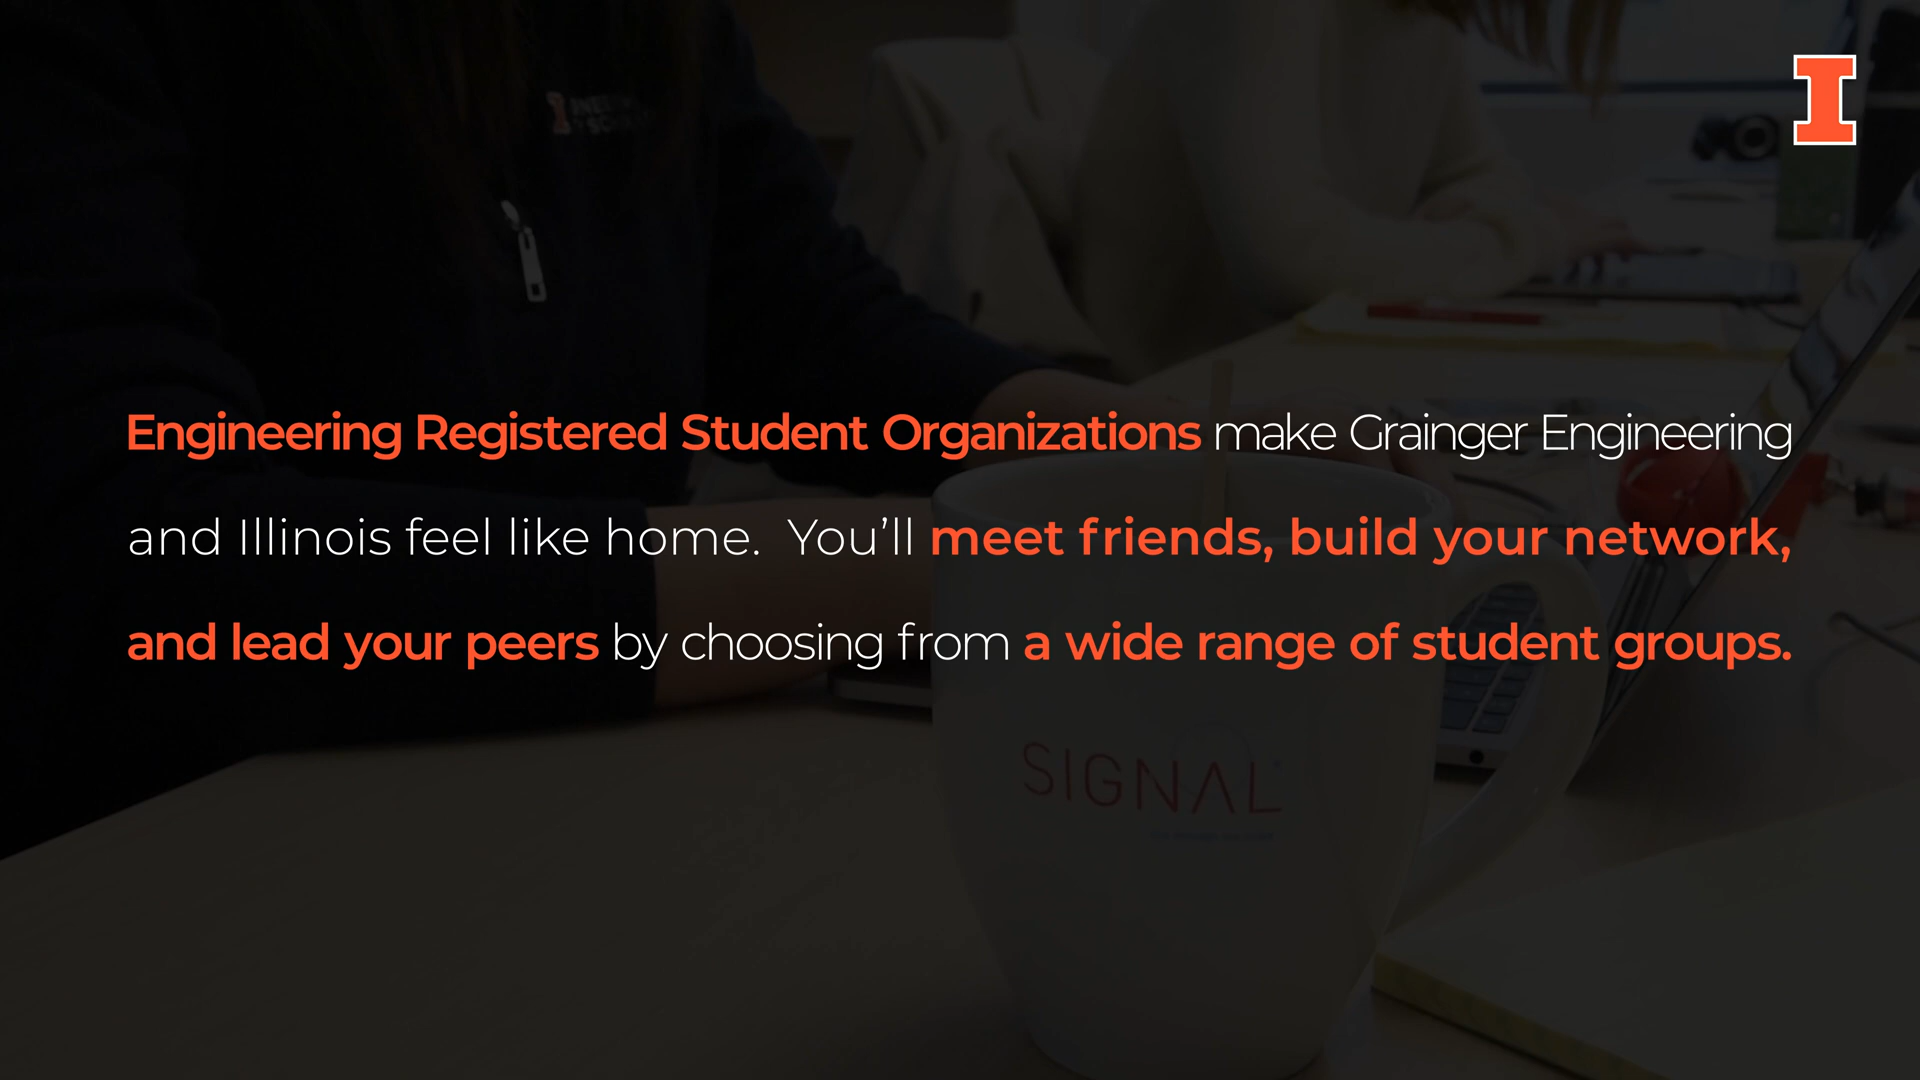 I
Engineering Registered Student Organizations make Grainger Engineering
and Illinois feel like home.  You’ll meet friends, build your network,
and lead your peers by choosing from a wide range of student groups.
SIGNAL